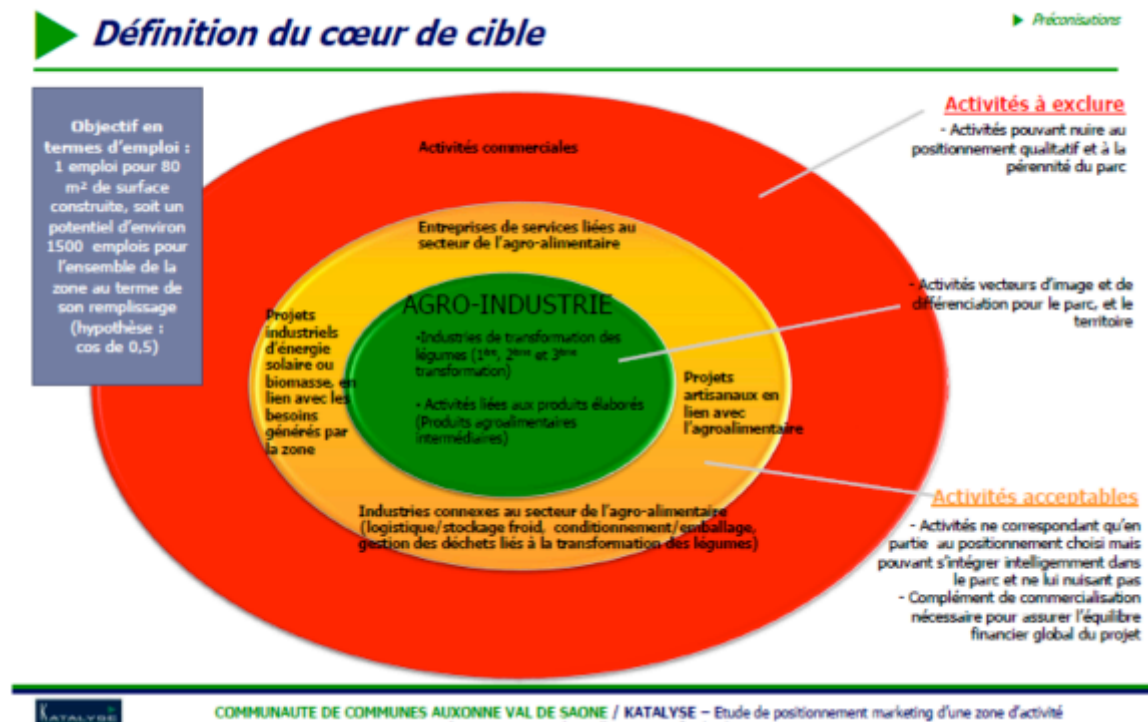 Définition du cœur de cible
Préconisations
Objectif en
termes d'emploi :
1 emploi pour 80
m² de surface
construite, soit un
potentiel d'environ
1500 emplois pour
l'ensemble de la
zone au terme de
son remplissage
(hypothèse :
cos de 0,5)
Activités commerciales
Entreprises de services liées au
secteur de l'agro-alimentaire
AGRO-INDUSTRIE
•Industries de transformation des
légumes (1ère, 2ème et 3ème
transformation)
• Activités liées aux produits élaborés
(Produits agroalimentaires
intermédiaires)
Projets
industriels
d'énergie
solaire ou
biomasse, en
lien avec les
besoins
générés par
la zone
Projets
artisanaux en
lien avec
l'agroalimentaire
Industries connexes au secteur de l'agro-alimentaire
(logistique/stockage froid, conditionnement/emballage,
gestion des déchets liés à la transformation des légumes)
Activités à exclure
- Activités pouvant nuire au
positionnement qualitatif et à la
pérennité du parc
- Activités vecteurs d'image et de
différenciation pour le parc, et le
territoire
Activités acceptables
- Activités ne correspondant qu'en
partie au positionnement choisi mais
pouvant s'intégrer intelligemment dans
le parc et ne lui nuisant pas
- Complément de commercialisation
nécessaire pour assurer l'équilibre
financier global du projet
KATALYSE
COMMUNAUTE DE COMMUNES AUXONNE VAL DE SAONE / KATALYSE – Etude de positionnement marketing d'une zone d'activité